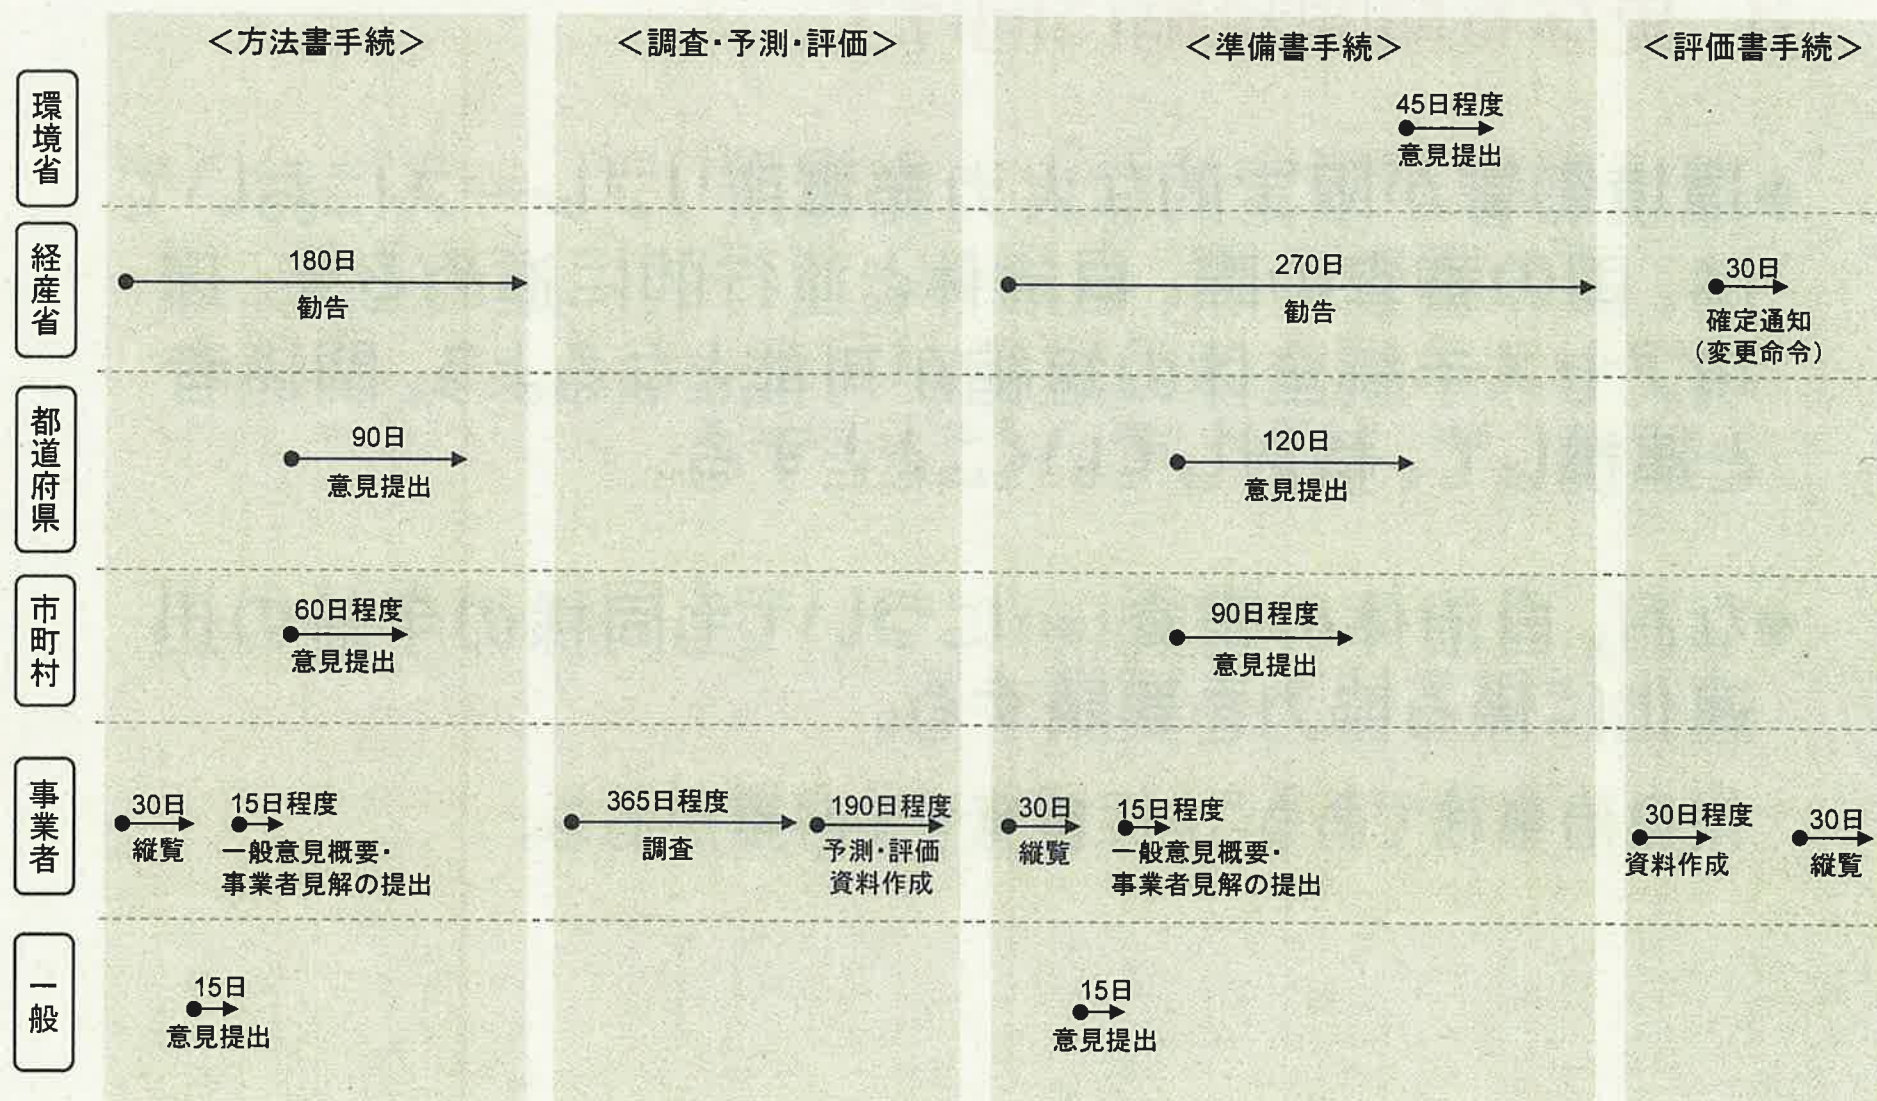 <方法書手続>
<調査・予測・評価>
<準備書手続>
<評価書手続>
環境省
45日程度
意見提出
経産省
180日
勧告
270日
勧告
30日
確定通知
（変更命令）
都道府県
90日
意見提出
120日
意見提出
市町村
60日程度
意見提出
90日程度
意見提出
事業者
30日
縦覧
15日程度
一般意見概要・
事業者見解の提出
365日程度
調査
190日程度
予測・評価
資料作成
30日
縦覧
15日程度
一般意見概要・
事業者見解の提出
30日程度
資料作成
30日
縦覧
一般
15日
意見提出
15日
意見提出